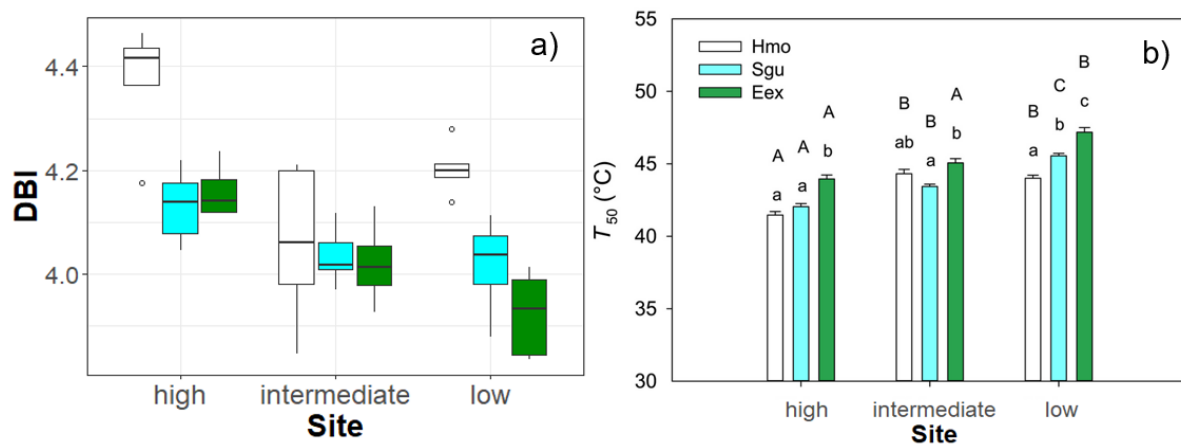 a)
DBI
4.4
4.2
4.0
high intermediate low
Site
b)
T50 (°C)
55
50
45
40
35
30
Hmo
Sgu
Eex
A A A
a a b
B B A
ab a b
B C B
a b c
high intermediate low
Site